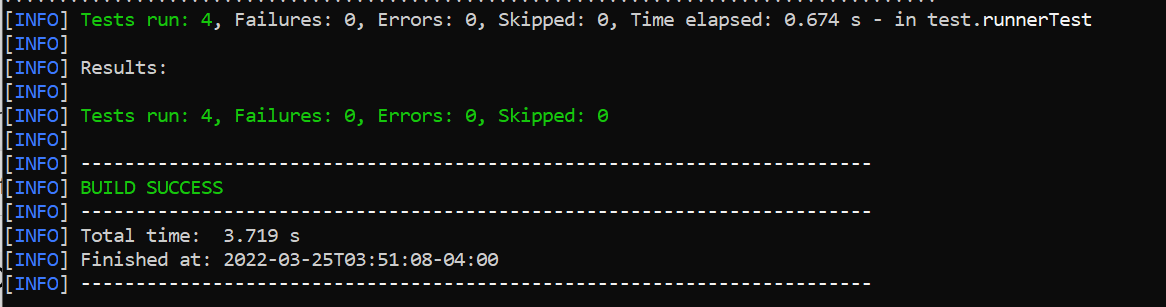 [INFO] Tests run: 4, Failures: 0, Errors: 0, Skipped: 0, Time elapsed: 0.674 s - in test.runnerTest
[INFO]
[INFO] Results:
[INFO]
[INFO] Tests run: 4, Failures: 0, Errors: 0, Skipped: 0
[INFO]
[INFO] ------------------------------------------------------------------------
[INFO] BUILD SUCCESS
[INFO] ------------------------------------------------------------------------
[INFO] Total time:  3.719 s
[INFO] Finished at: 2022-03-25T03:51:08-04:00
[INFO] ------------------------------------------------------------------------